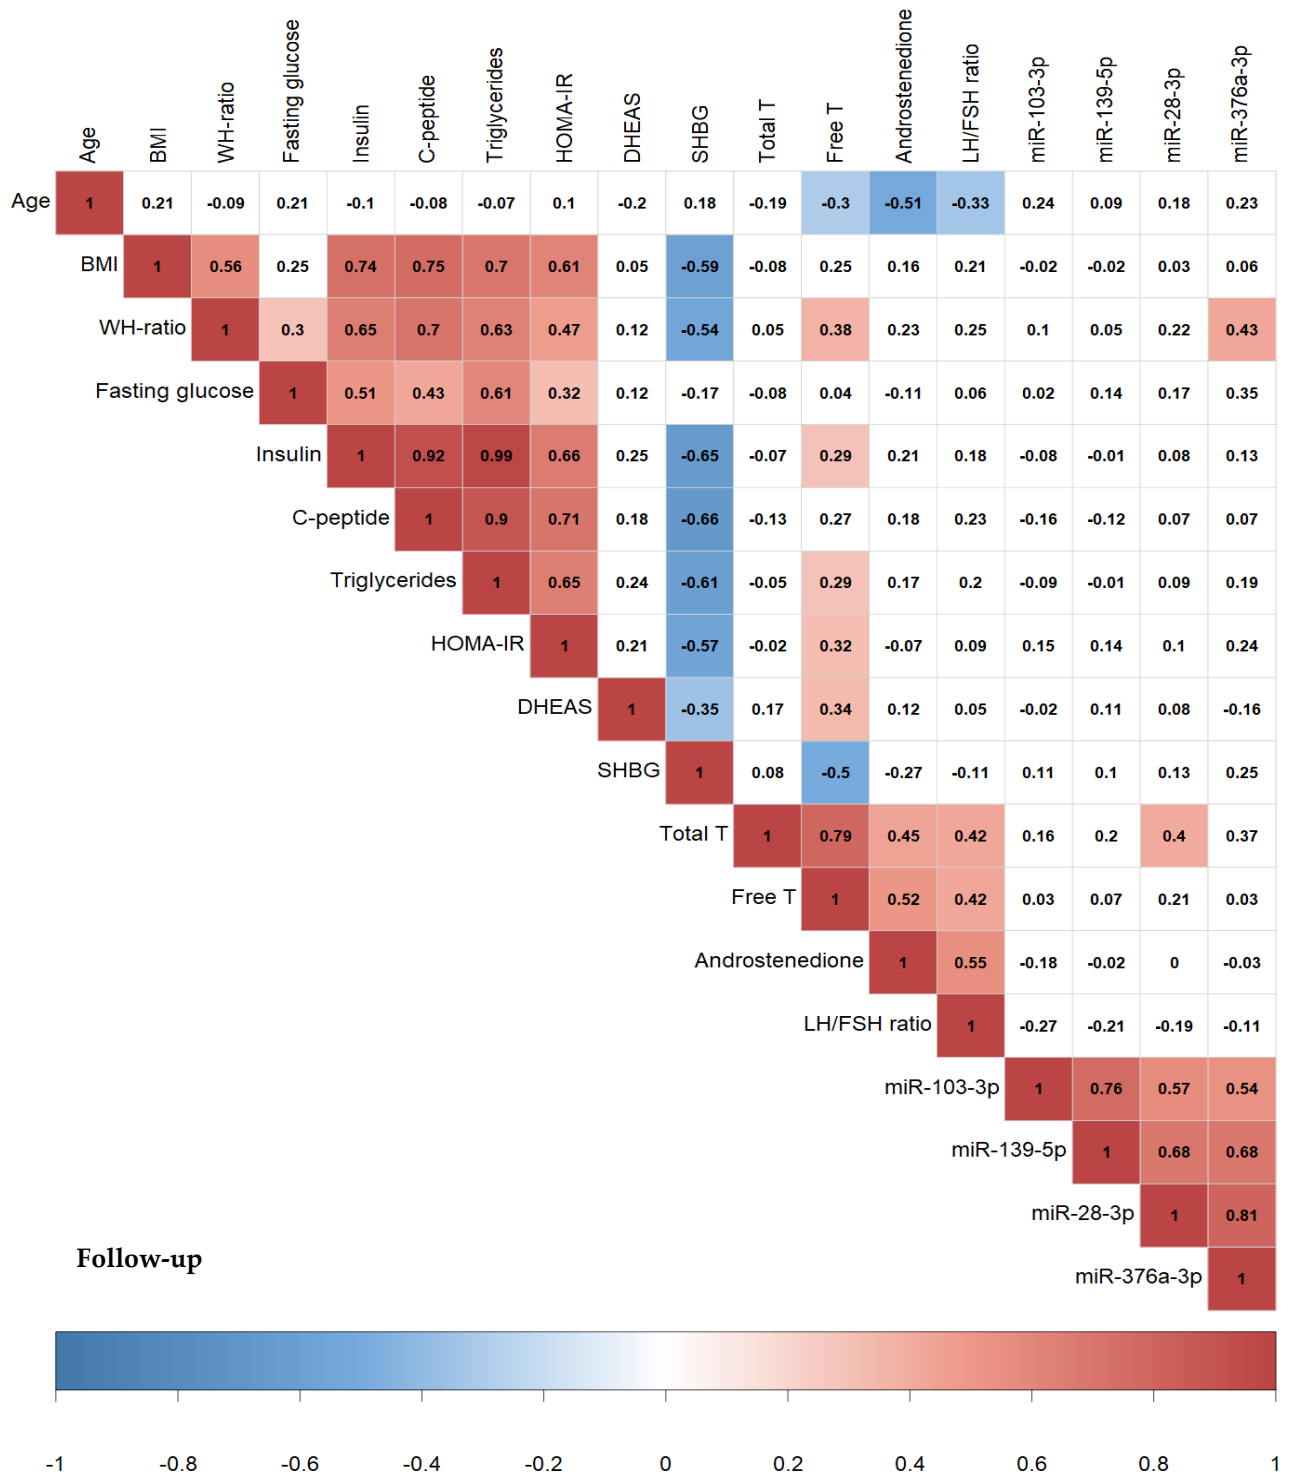 Age BMI WH-ratio Fasting glucose Insulin C-peptide Triglycerides HOMA-IR DHEAS SHBG Total T Free T Androstenedione LH/FSH ratio miR-103-3p miR-139-5p miR-28-3p miR-376a-3p
Age 1 0.21 -0.09 0.21 -0.1 -0.08 -0.07 0.1 -0.2 0.18 -0.19 -0.3 -0.51 -0.33 0.24 0.09 0.18 0.23
BMI 1 0.56 0.25 0.74 0.75 0.7 0.61 0.05 -0.59 -0.08 0.25 0.16 0.21 -0.02 -0.02 0.03 0.06
WH-ratio 1 0.3 0.65 0.7 0.63 0.47 0.12 -0.54 0.05 0.38 0.23 0.25 0.1 0.05 0.22 0.43
Fasting glucose 1 0.51 0.43 0.61 0.32 0.12 -0.17 -0.08 0.04 -0.11 0.06 0.02 0.14 0.17 0.35
Insulin 1 0.92 0.99 0.66 0.25 -0.65 -0.07 0.29 0.21 0.18 -0.08 -0.01 0.08 0.13
C-peptide 1 0.9 0.71 0.18 -0.66 -0.13 0.27 0.18 0.23 -0.16 -0.12 0.07 0.07
Triglycerides 1 0.65 0.24 -0.61 -0.05 0.29 0.17 0.2 -0.09 -0.01 0.09 0.19
HOMA-IR 1 0.21 -0.57 -0.02 0.32 -0.07 0.09 0.15 0.14 0.1 0.24
DHEAS 1 -0.35 0.17 0.34 0.12 0.05 -0.02 0.11 0.08 -0.16
SHBG 1 0.08 -0.5 -0.27 -0.11 0.11 0.1 0.13 0.25
Total T 1 0.79 0.45 0.42 0.16 0.2 0.4 0.37
Free T 1 0.52 0.42 0.03 0.07 0.21 0.03
Androstenedione 1 0.55 -0.18 -0.02 0 -0.03
LH/FSH ratio 1 -0.27 -0.21 -0.19 -0.11
miR-103-3p 1 0.76 0.57 0.54
miR-139-5p 1 0.68 0.68
miR-28-3p 1 0.81
Follow-up
miR-376a-3p 1
-1 -0.8 -0.6 -0.4 -0.2 0 0.2 0.4 0.6 0.8 1